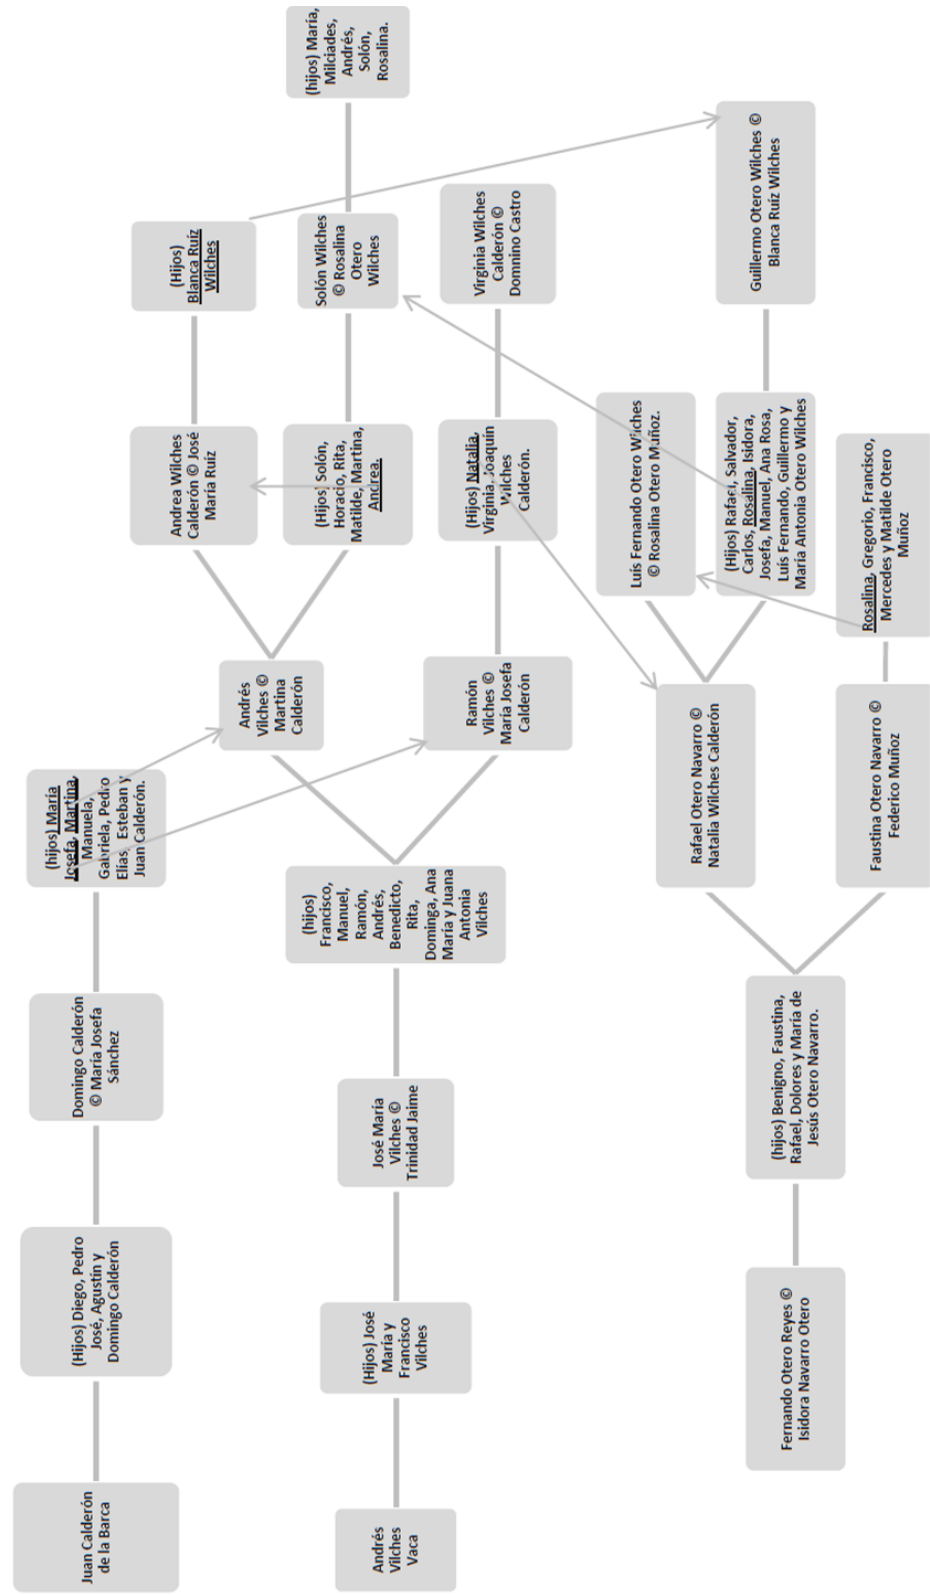 Juan Calderón
de la Barca
(Hijos) Diego, Pedro
José, Agustín y
Domingo Calderón
Domingo Calderón
© María Josefa
Sánchez
(hijos) María
Josefa, Martina,
Manuela,
Gabriela, Pedro
Elías, Esteban y
Juan Calderón.
Andrés
Vilches
Vaca
(Hijos) José
María y
Francisco
Vilches
José María
Vilches ©
Trinidad Jaime
(hijos)
Francisco,
Manuel,
Ramón,
Andrés,
Benedicto,
Rita,
Dominga, Ana
María y Juana
Antonia
Vilches
Andrés
Vilches ©
Martina
Calderón
Andrea Wilches
Calderón © José
María Ruíz
(Hijos)
Blanca Ruíz
Wilches
(Hijos) Solón,
Horacio, Rita,
Matilde, Martina,
Andrea.
Solón Wilches
© Rosalina
Otero
Wilches
(hijos) María,
Milciades,
Andrés,
Solón,
Rosalina.
Ramón
Vilches ©
María Josefa
Calderón
(Hijos) Natalia,
Virginia, Joaquín
Wilches
Calderón.
Virginia Wilches
Calderón ©
Domnino Castro
Fernando Otero Reyes ©
Isidora Navarro Otero
(hijos) Benigno, Faustina,
Rafael, Dolores y María de
Jesús Otero Navarro.
Rafael Otero Navarro ©
Natalia Wilches Calderón
Luís Fernando Otero Wilches
© Rosalina Otero Muñoz.
(Hijos) Rafael, Salvador,
Carlos, Rosalina, Isidora,
Josefa, Manuel, Ana Rosa,
Luís Fernando, Guillermo y
María Antonia Otero Wilches
Guillermo Otero Wilches ©
Blanca Ruíz Wilches
Faustina Otero Navarro ©
Federico Muñoz
Rosalina, Gregorio, Francisco,
Mercedes y Matilde Otero
Muñoz